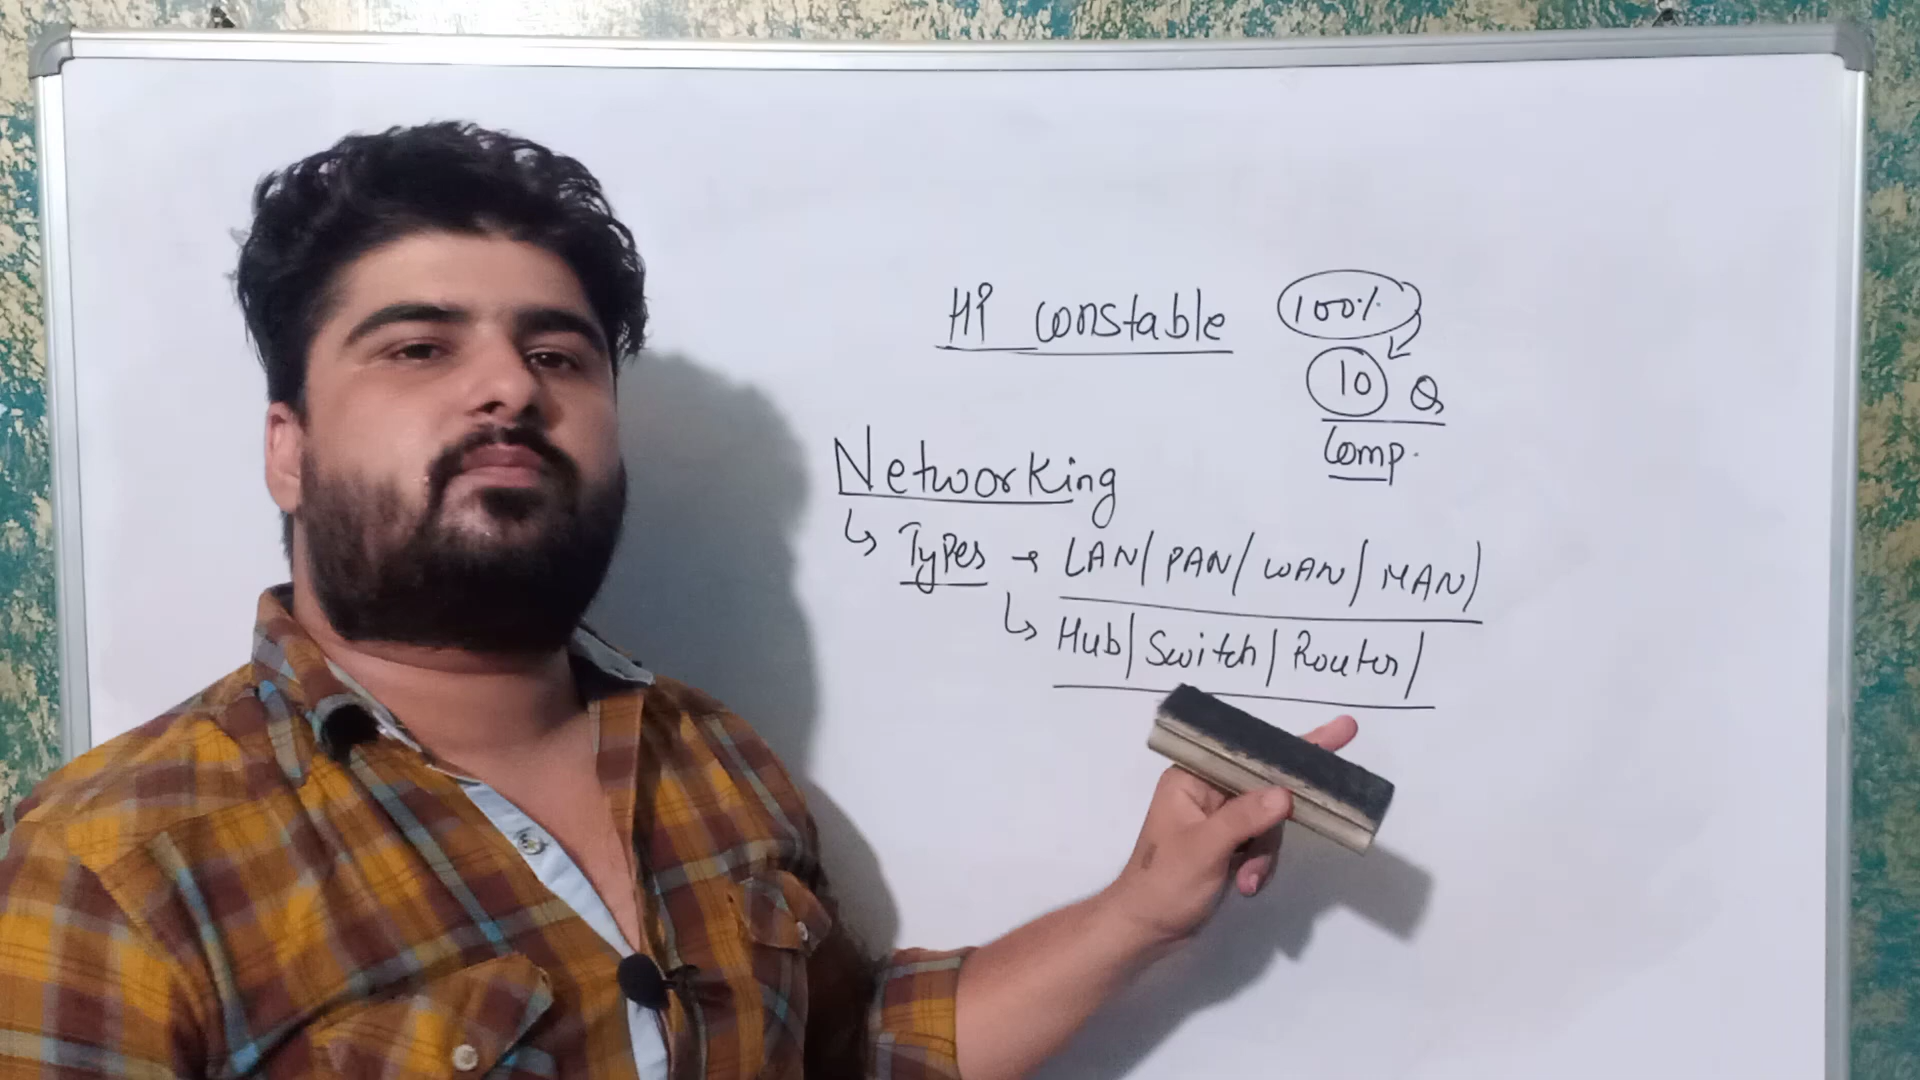 HP Constable 100%
10 Q
Comp.
Networking
↳ Types → LAN/ PAN/ WAN/ MAN/
↳ Hub/ Switch/ Router/